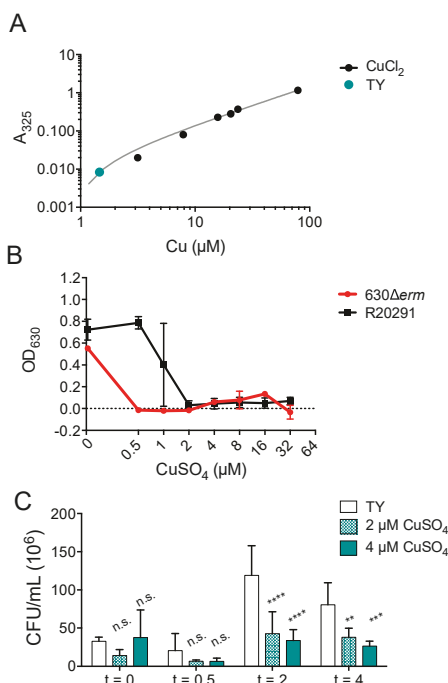 A
A325
1
0.100
0.010
0.001
1
10
100
Cu (µM)
CuCl2
TY
B
OD630
1.2
1.0
0.8
0.6
0.4
0.2
0.0
-0.2
0
0.5
1
2
4
8
16
32
64
CuSO4 (µM)
630Δerm
R20291
C
CFU/mL (10^6)
200
150
100
50
0
TY
2 µM CuSO4
4 µM CuSO4
n.s.
n.s.
n.s.
n.s.
****
****
**
***
t = 0
t = 0.5
t = 2
t = 4